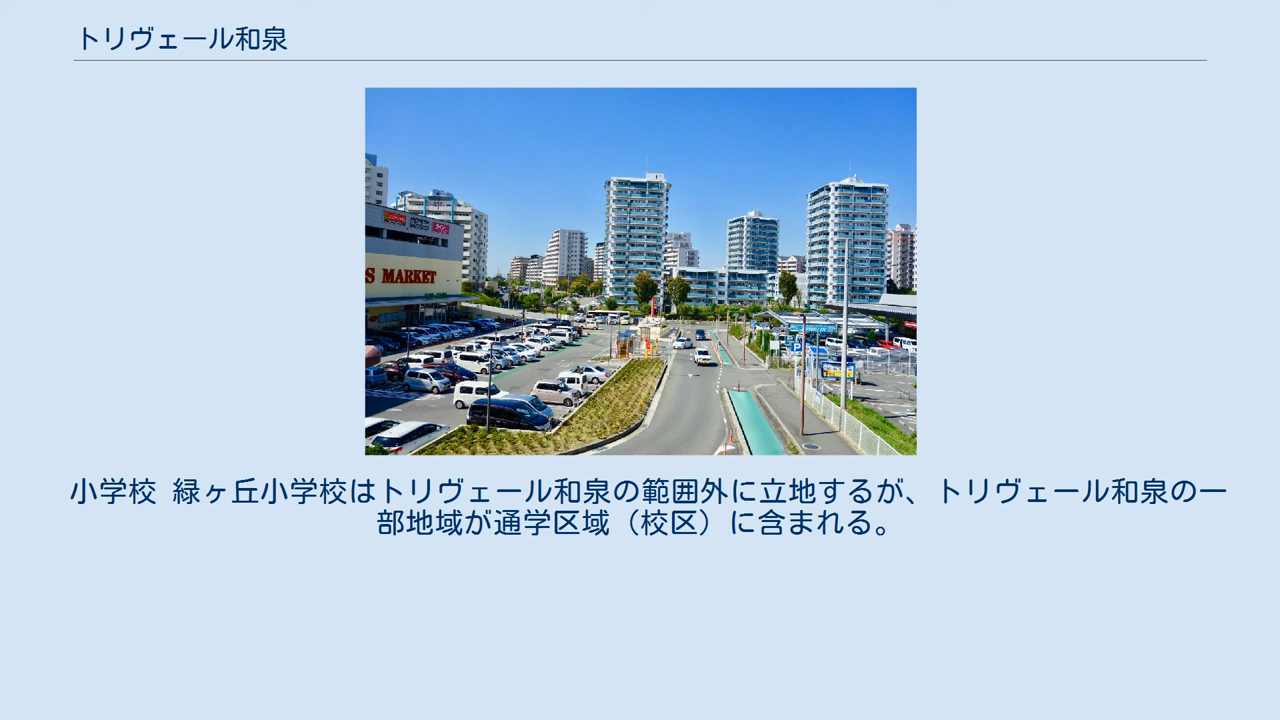 トリヴェール和泉
S MARKET
小学校 緑ヶ丘小学校はトリヴェール和泉の範囲外に立地するが、トリヴェール和泉の一
部地域が通学区域（校区）に含まれる。